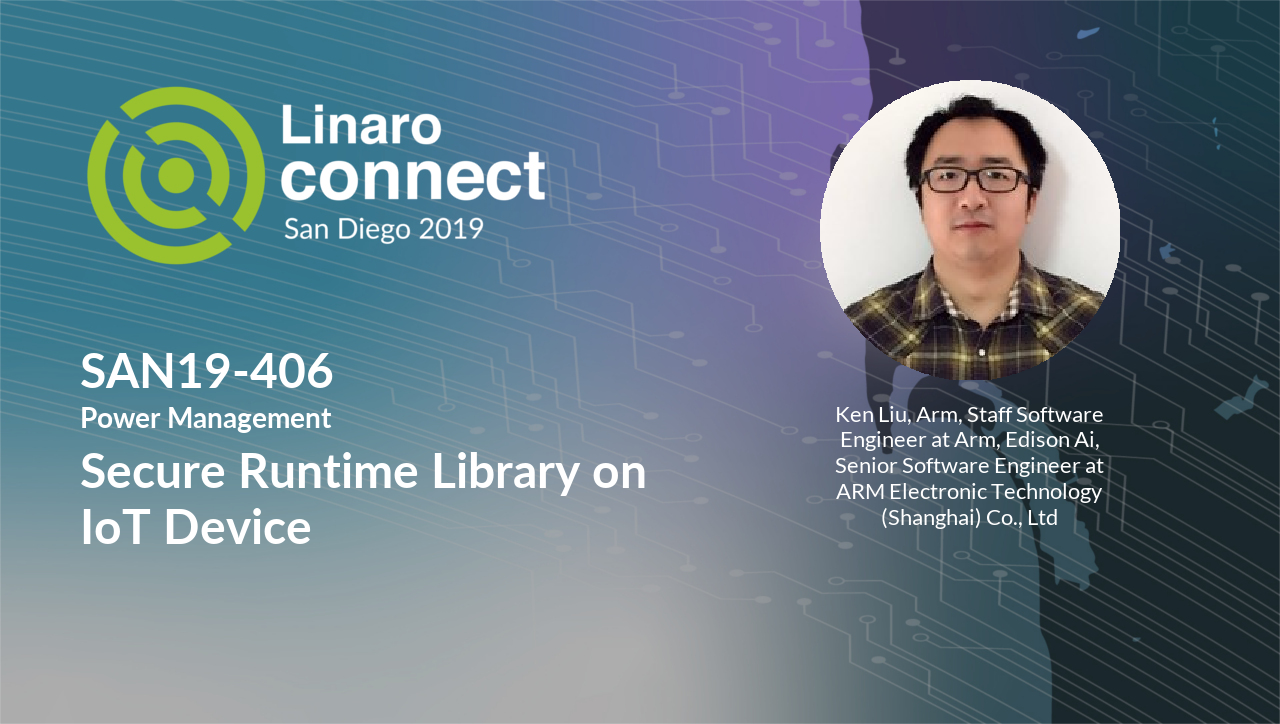 Linaro
connect
San Diego 2019
SAN19-406
Power Management
Secure Runtime Library on
IoT Device
Ken Liu, Arm, Staff Software
Engineer at Arm, Edison Ai,
Senior Software Engineer at
ARM Electronic Technology
(Shanghai) Co., Ltd